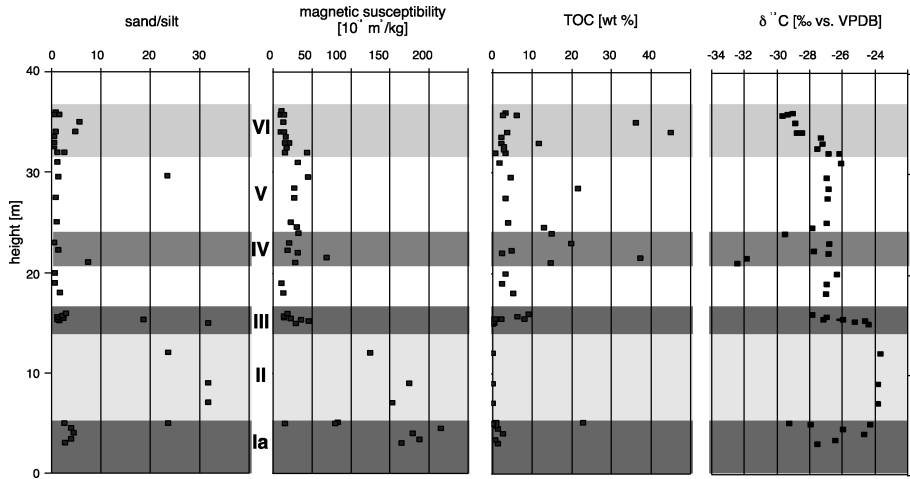 sand/silt
magnetic susceptibility
[10⁻⁸ m³/kg]
TOC [wt %]
δ ¹³C [‰ vs. VPDB]
0 10 20 30
0 50 100 150 200
0 10 20 30 40
-34 -32 -30 -28 -26 -24
40
30
20
10
0
height [m]
VI
V
IV
III
II
Ia